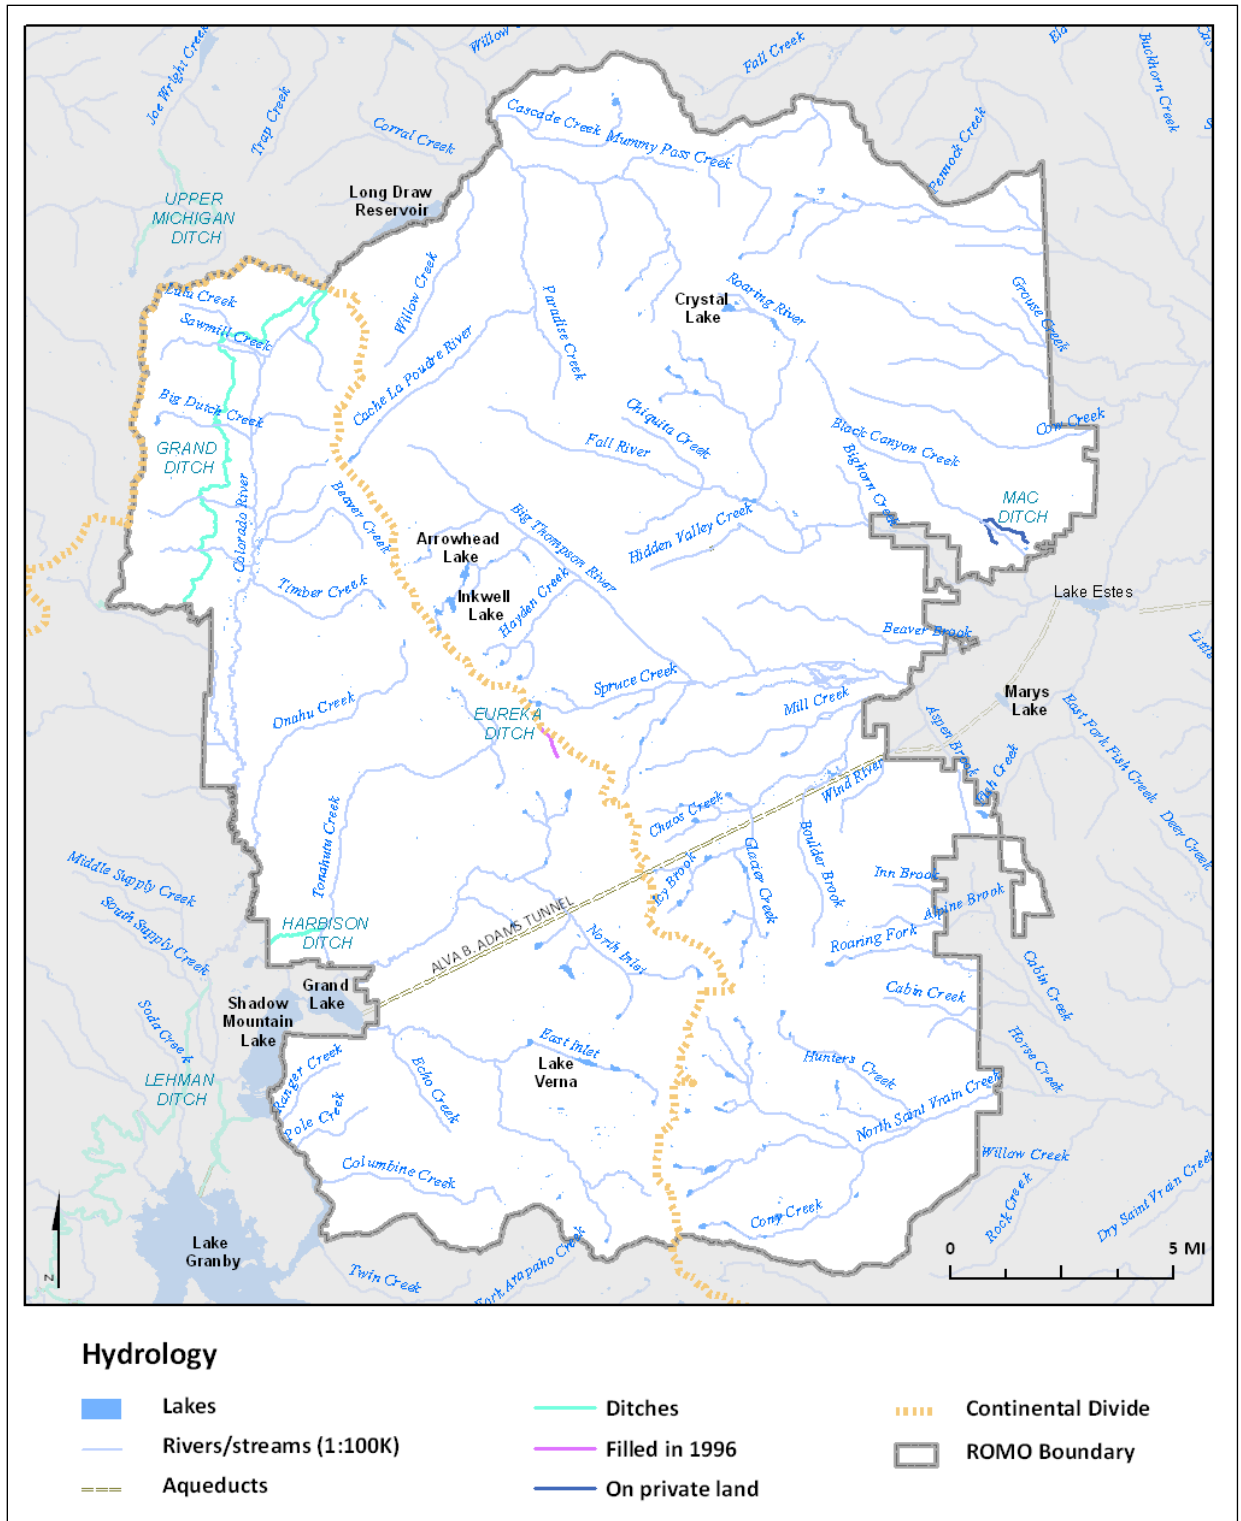 Joe Wright Creek
Trap Creek
Willow
Fall Creek
Buckhorn Creek
Corral Creek
Pennock Creek
Cascade Creek
Mummy Pass Creek
Long Draw
Reservoir
UPPER
MICHIGAN
DITCH
Lulu Creek
Sawmill Creek
Willow Creek
Paradise Creek
Crystal
Lake
Roaring River
Grouse Creek
Cache La Poudre River
Big Dutch Creek
GRAND
DITCH
Chiquita Creek
Fall River
Black Canyon Creek
Cow Creek
Bighorn Creek
MAC
DITCH
Colorado River
Beaver Creek
Arrowhead
Lake
Big Thompson River
Hidden Valley Creek
Inkwell
Lake
Hayden Creek
Timber Creek
Lake Estes
Beaver Brook
Little
Spruce Creek
Mill Creek
Marys
Lake
Onahu Creek
EUREKA
DITCH
Aspen Brook
East Fork Fish Creek
Fish Creek
Wind River
Chaos Creek
Tonahutu Creek
Glacier Creek
Boulder Brook
Deer Creek
Middle Supply Creek
South Supply Creek
Icy Brook
Inn Brook
Alpine Brook
HARBISON
DITCH
ALVA B. ADAMS TUNNEL
North Inlet
Roaring Fork
Cabin Creek
Cabin Creek
Grand
Lake
Shadow
Mountain
Lake
Soda Creek
East Inlet
Lake
Verna
Hunters Creek
Horse Creek
LEHMAN
DITCH
Ranger Creek
Echo Creek
Pole Creek
North Saint Vrain Creek
Willow Creek
Columbine Creek
Rock Creek
Dry Saint Vrain Creek
Cony Creek
Lake
Granby
Twin Creek
Fork Arapaho Creek
N
0 5 MI
Hydrology
Lakes
Rivers/streams (1:100K)
Aqueducts
Ditches
Filled in 1996
On private land
Continental Divide
ROMO Boundary